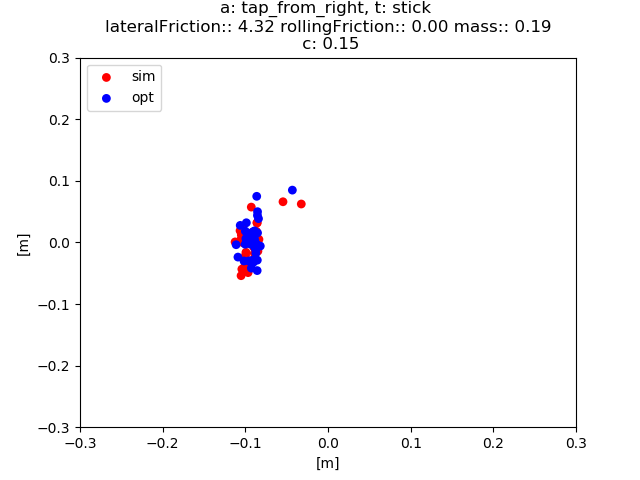 a: tap_from_right, t: stick
lateralFriction:: 4.32 rollingFriction:: 0.00 mass:: 0.19
c: 0.15
sim
opt
0.3
0.2
0.1
0.0
−0.1
−0.2
−0.3
[m]
−0.3 −0.2 −0.1 0.0 0.1 0.2 0.3
[m]